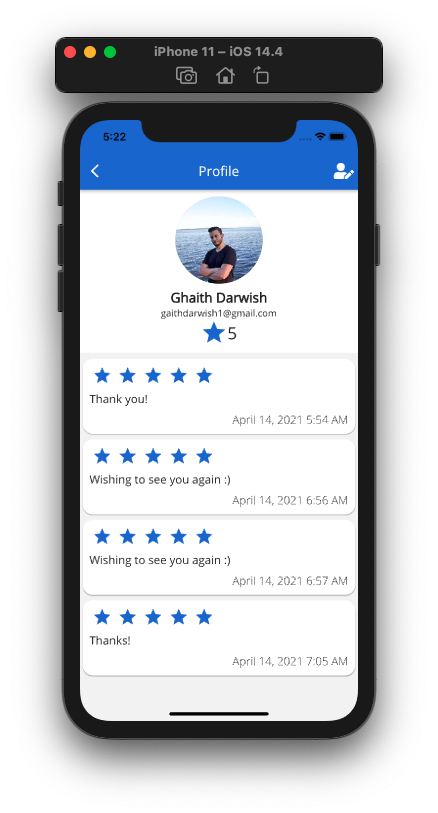 iPhone 11 – iOS 14.4
5:22
Profile
Ghaith Darwish
gaithdarwish1@gmail.com
5
Thank you!
April 14, 2021 5:54 AM
Wishing to see you again :)
April 14, 2021 6:56 AM
Wishing to see you again :)
April 14, 2021 6:57 AM
Thanks!
April 14, 2021 7:05 AM